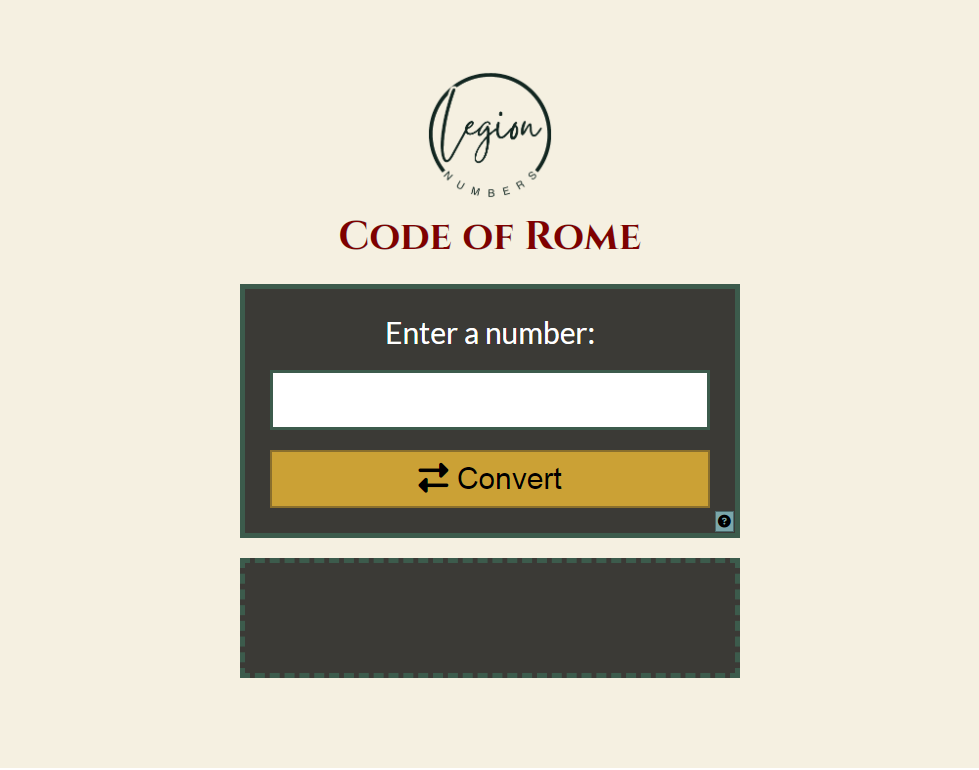 Legion
NUMBERS
Code of Rome
Enter a number:
Convert
?